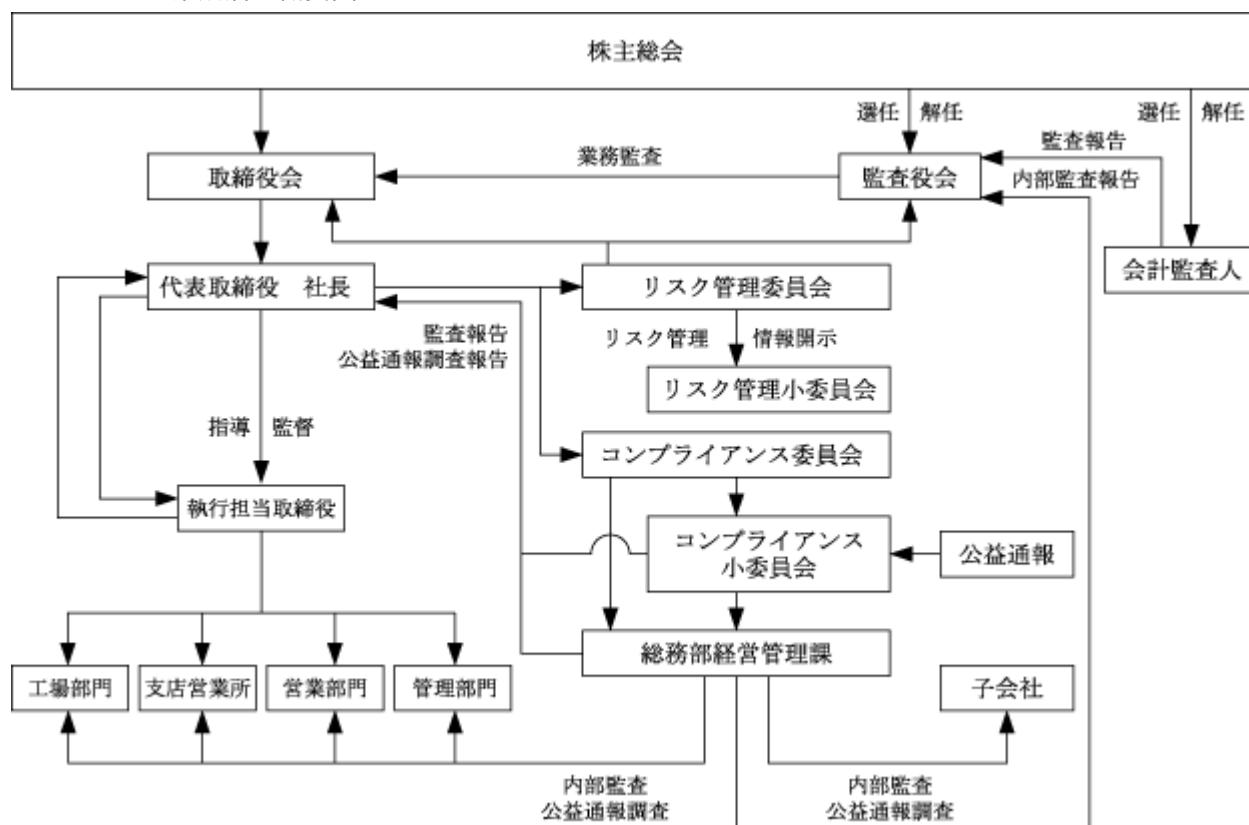 株主総会
選任 解任
選任 解任
監査報告
業務監査
取締役会
監査役会
内部監査報告
代表取締役 社長
リスク管理委員会
会計監査人
監査報告
公益通報調査報告
リスク管理 情報開示
リスク管理小委員会
指導 監督
コンプライアンス委員会
執行担当取締役
コンプライアンス
小委員会
公益通報
総務部経営管理課
工場部門
支店営業所
営業部門
管理部門
子会社
内部監査
公益通報調査
内部監査
公益通報調査